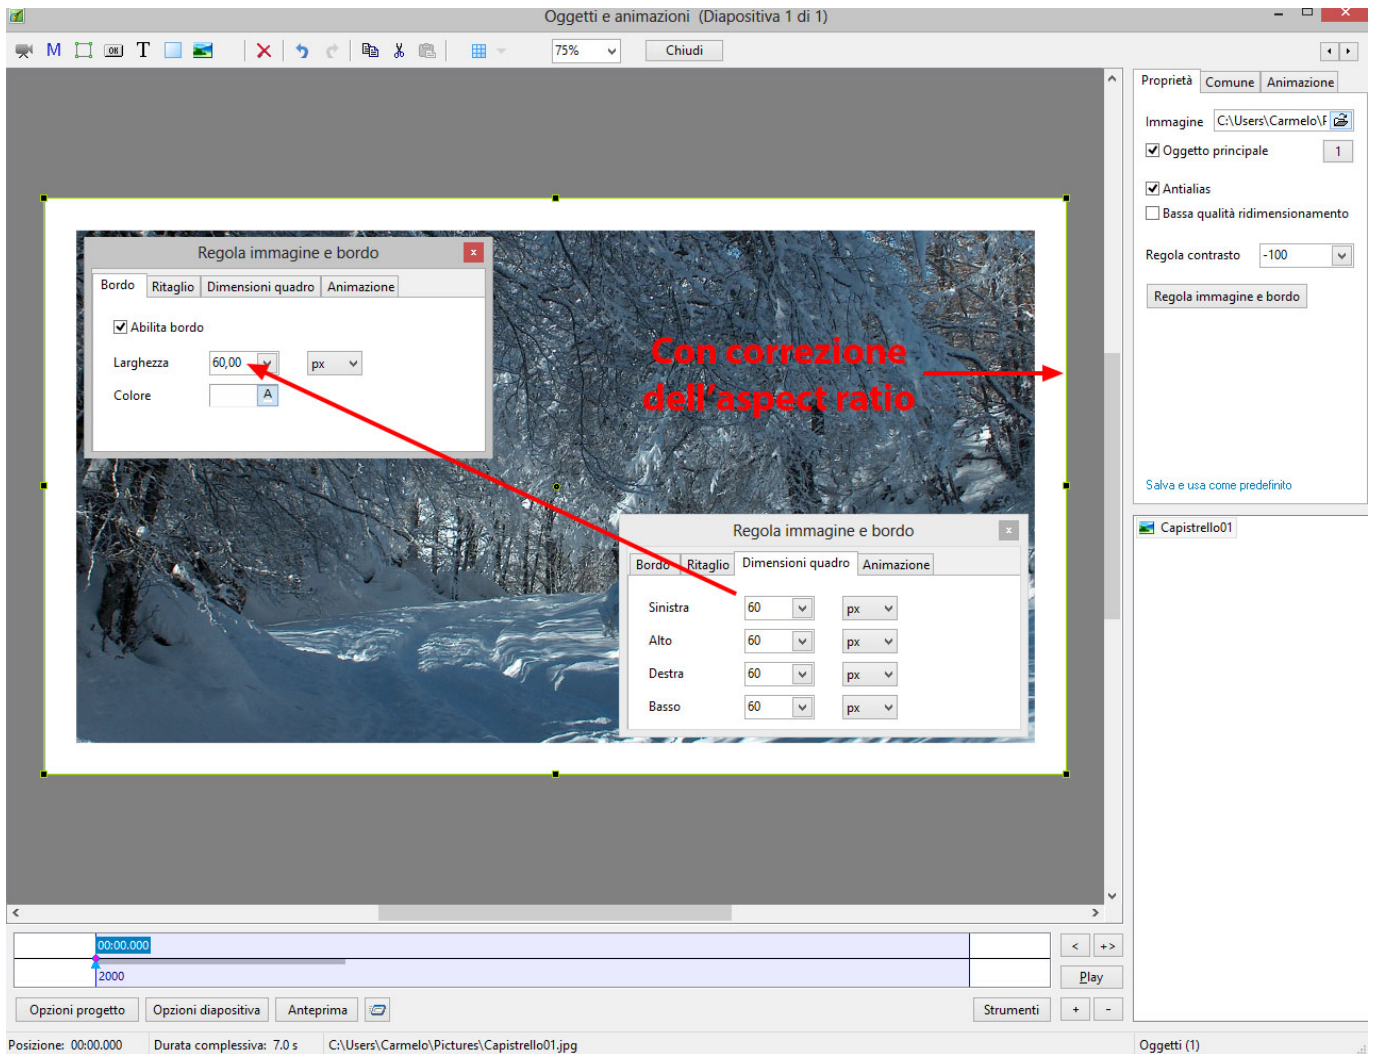 Oggetti e animazioni  (Diapositiva 1 di 1)
M OK T 75% Chiudi
Proprietà Comune Animazione
Immagine C:\Users\Carmelo\F
Oggetto principale 1
Antialias
Bassa qualità ridimensionamento
Regola contrasto -100
Regola immagine e bordo
Salva e usa come predefinito
Capistrello01
Regola immagine e bordo x
Bordo Ritaglio Dimensioni quadro Animazione
Abilita bordo
Larghezza 60,00 px
Colore A
Con correzione
dell'aspect ratio
Regola immagine e bordo x
Bordo Ritaglio Dimensioni quadro Animazione
Sinistra 60 px
Alto 60 px
Destra 60 px
Basso 60 px
00:00.000 < +>
2000 Play
Opzioni progetto Opzioni diapositiva Anteprima Strumenti + -
Posizione: 00:00.000 Durata complessiva: 7.0 s C:\Users\Carmelo\Pictures\Capistrello01.jpg Oggetti (1)